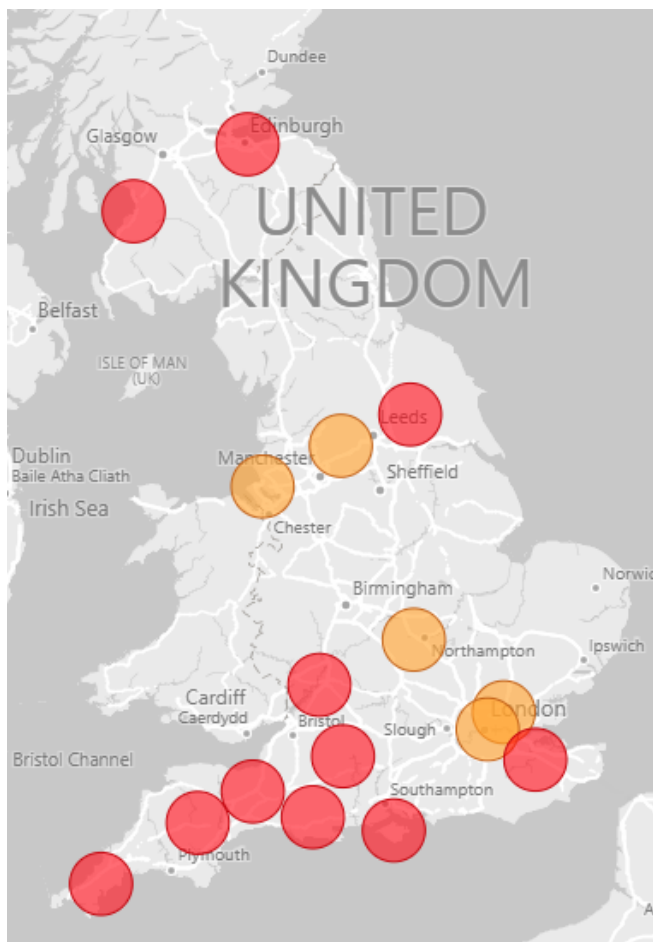 Dundee
Edinburgh
Glasgow
UNITED
KINGDOM
Belfast
ISLE OF MAN
(UK)
Leeds
Dublin
Manchester
Baile Atha Cliath
Sheffield
Irish Sea
Chester
Birmingham
Norwic
Northampton
Ipswich
Cardiff
Caerdydd
London
Bristol
Slough
Bristol Channel
Southampton
Plymouth
A